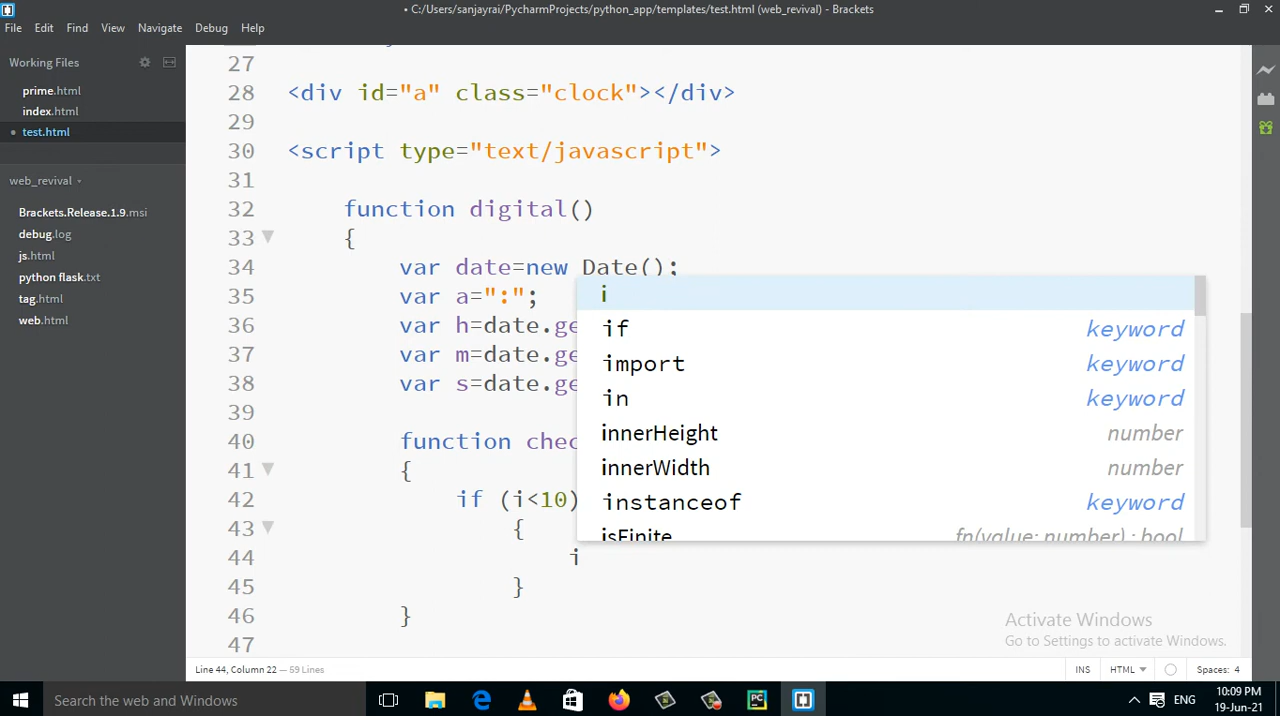 • C:/Users/sanjayrai/PycharmProjects/python_app/templates/test.html (web_revival) - Brackets
File Edit Find View Navigate Debug Help
Working Files
prime.html
index.html
• test.html
web_revival
Brackets.Release.1.9.msi
debug.log
js.html
python flask.txt
tag.html
web.html
27
28 <div id="a" class="clock"></div>
29
30 <script type="text/javascript">
31
32 function digital()
33 {
34 var date=new Date();
35 var a=":";
36 var h=date.ge
37 var m=date.ge
38 var s=date.ge
39
40 function chec
41 {
42 if (i<10)
43 {
44 i
45 }
46 }
47
i
if keyword
import keyword
in keyword
innerHeight number
innerWidth number
instanceof keyword
isFinite fn(value: number) : bool
Activate Windows
Go to Settings to activate Windows.
Line 44, Column 22 — 59 Lines
INS HTML Spaces: 4
Search the web and Windows
ENG
10:09 PM
19-Jun-21